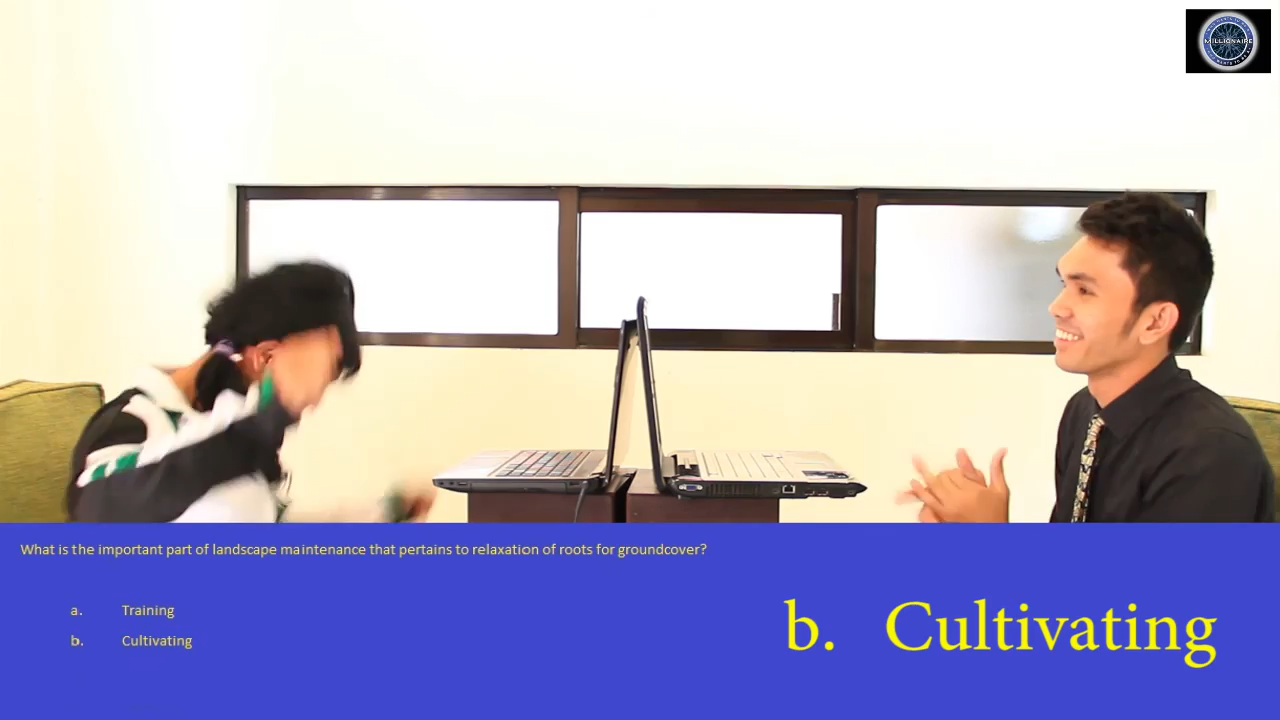 MILLIONAIRE
What is the important part of landscape maintenance that pertains to relaxation of roots for groundcover?
a. Training
b. Cultivating
b. Cultivating